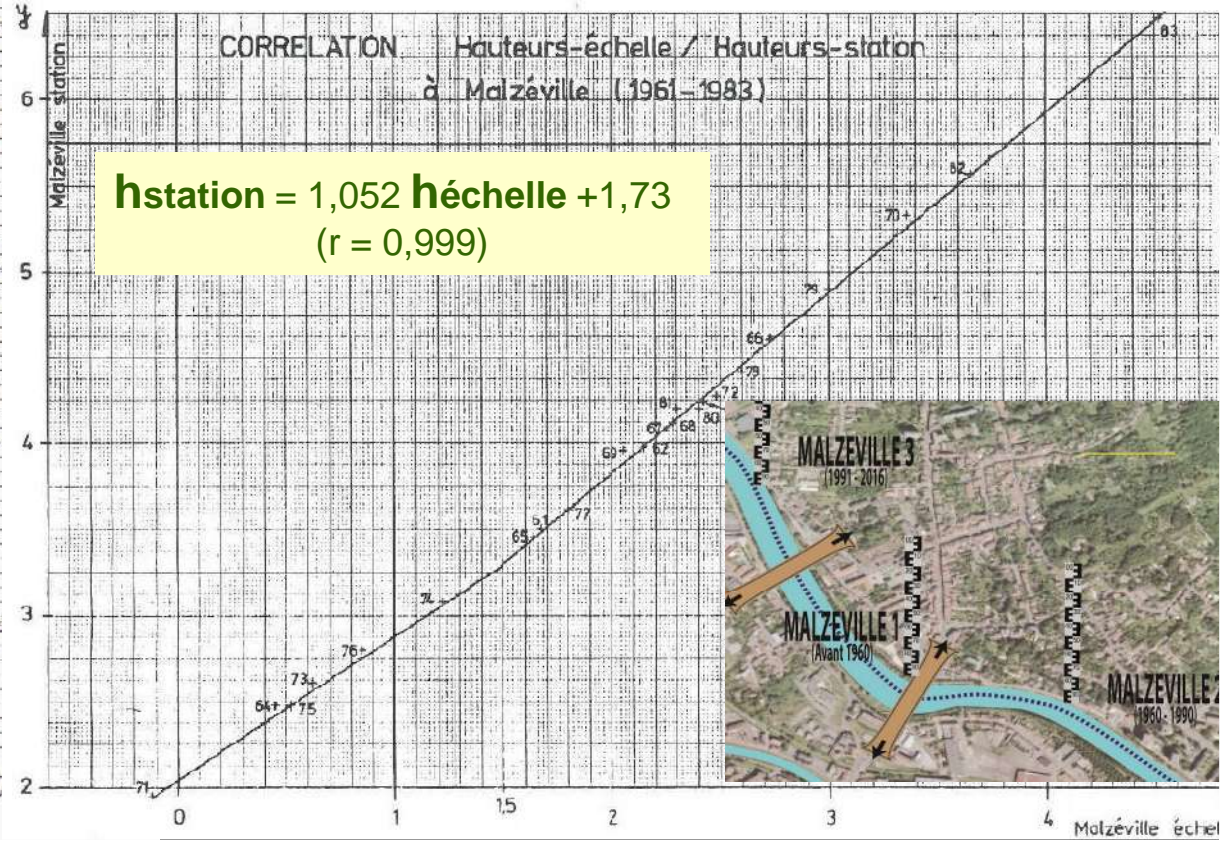 y
Malzéville station
CORRELATION Hauteurs-échelle / Hauteurs-station
à Malzéville (1961-1983)
hstation = 1,052 héchelle +1,73
(r = 0,999)
6
5
4
3
2
83
82
70
79
66
78
72
80
81
67
68
69
62
77
65
74
76
73
64
75
71
MALZEVILLE 3
(1991 - 2016)
MALZEVILLE 1
(Avant 1960)
MALZEVILLE 2
(1960 - 1990)
0
1
1,5
2
3
4
Malzéville échel